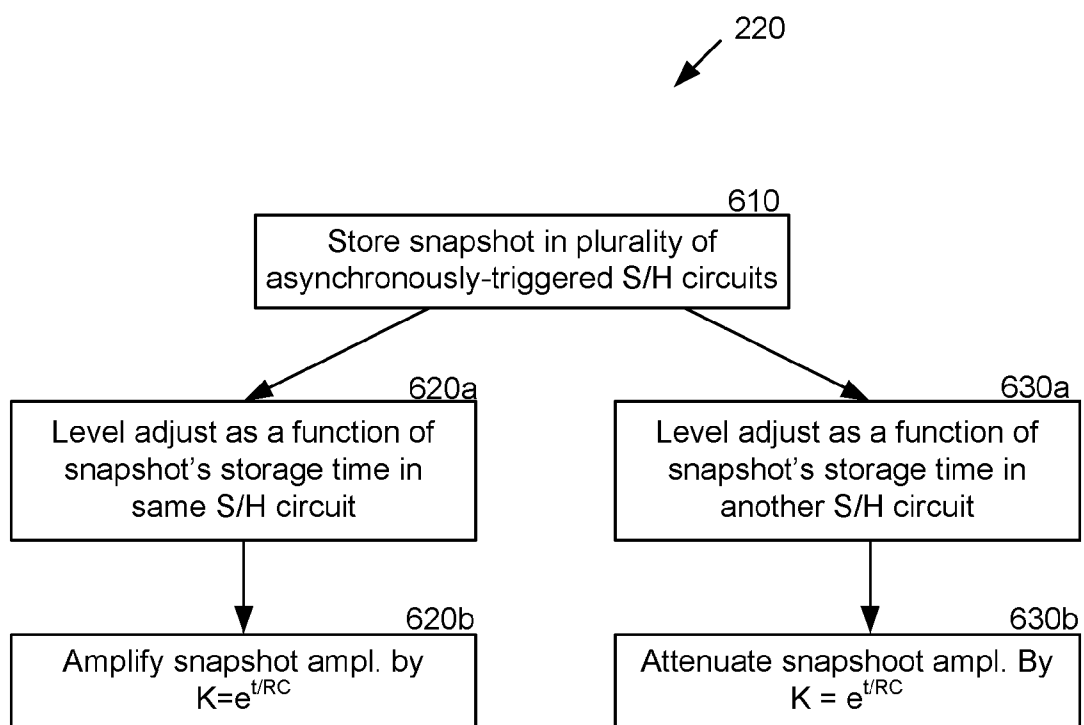 220
610
Store snapshot in plurality of
asynchronously-triggered S/H circuits
620a
Level adjust as a function of
snapshot's storage time in
same S/H circuit
630a
Level adjust as a function of
snapshot's storage time in
another S/H circuit
620b
Amplify snapshot ampl. by
K=e^{t/RC}
630b
Attenuate snapshoot ampl. By
K = e^{t/RC}